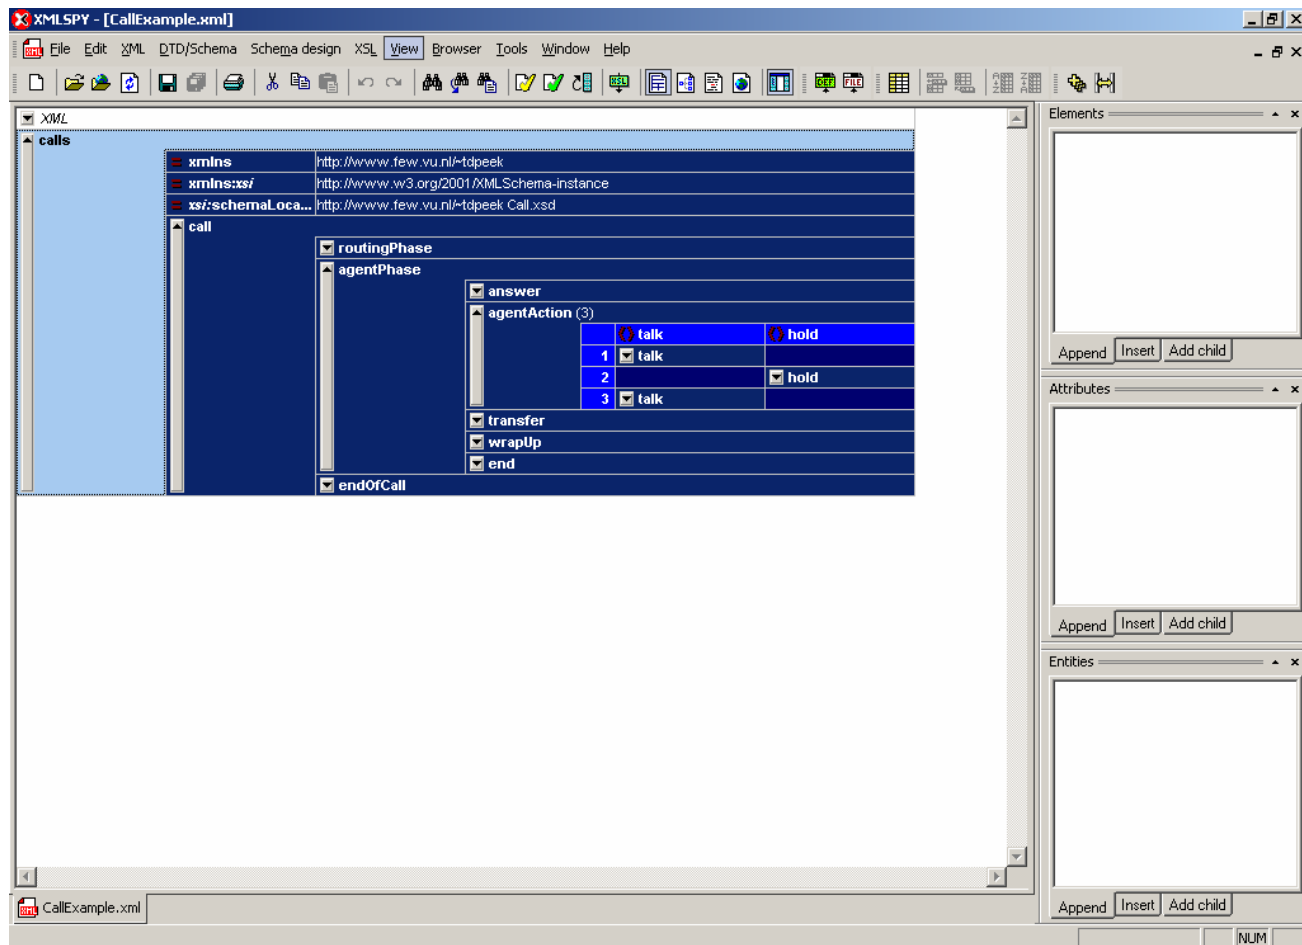 XMLSPY - [CallExample.xml]
File Edit XML DTD/Schema Schema design XSL View Browser Tools Window Help
XML
calls
xmlns http://www.few.vu.nl/~tdpeek
xmlns:xsi http://www.w3.org/2001/XMLSchema-instance
xsi:schemaLoca... http://www.few.vu.nl/~tdpeek Call.xsd
call
routingPhase
agentPhase
answer
agentAction (3)
talk hold
1 talk
2 hold
3 talk
transfer
wrapUp
end
endOfCall
Elements
Append Insert Add child
Attributes
Append Insert Add child
Entities
Append Insert Add child
CallExample.xml
NUM